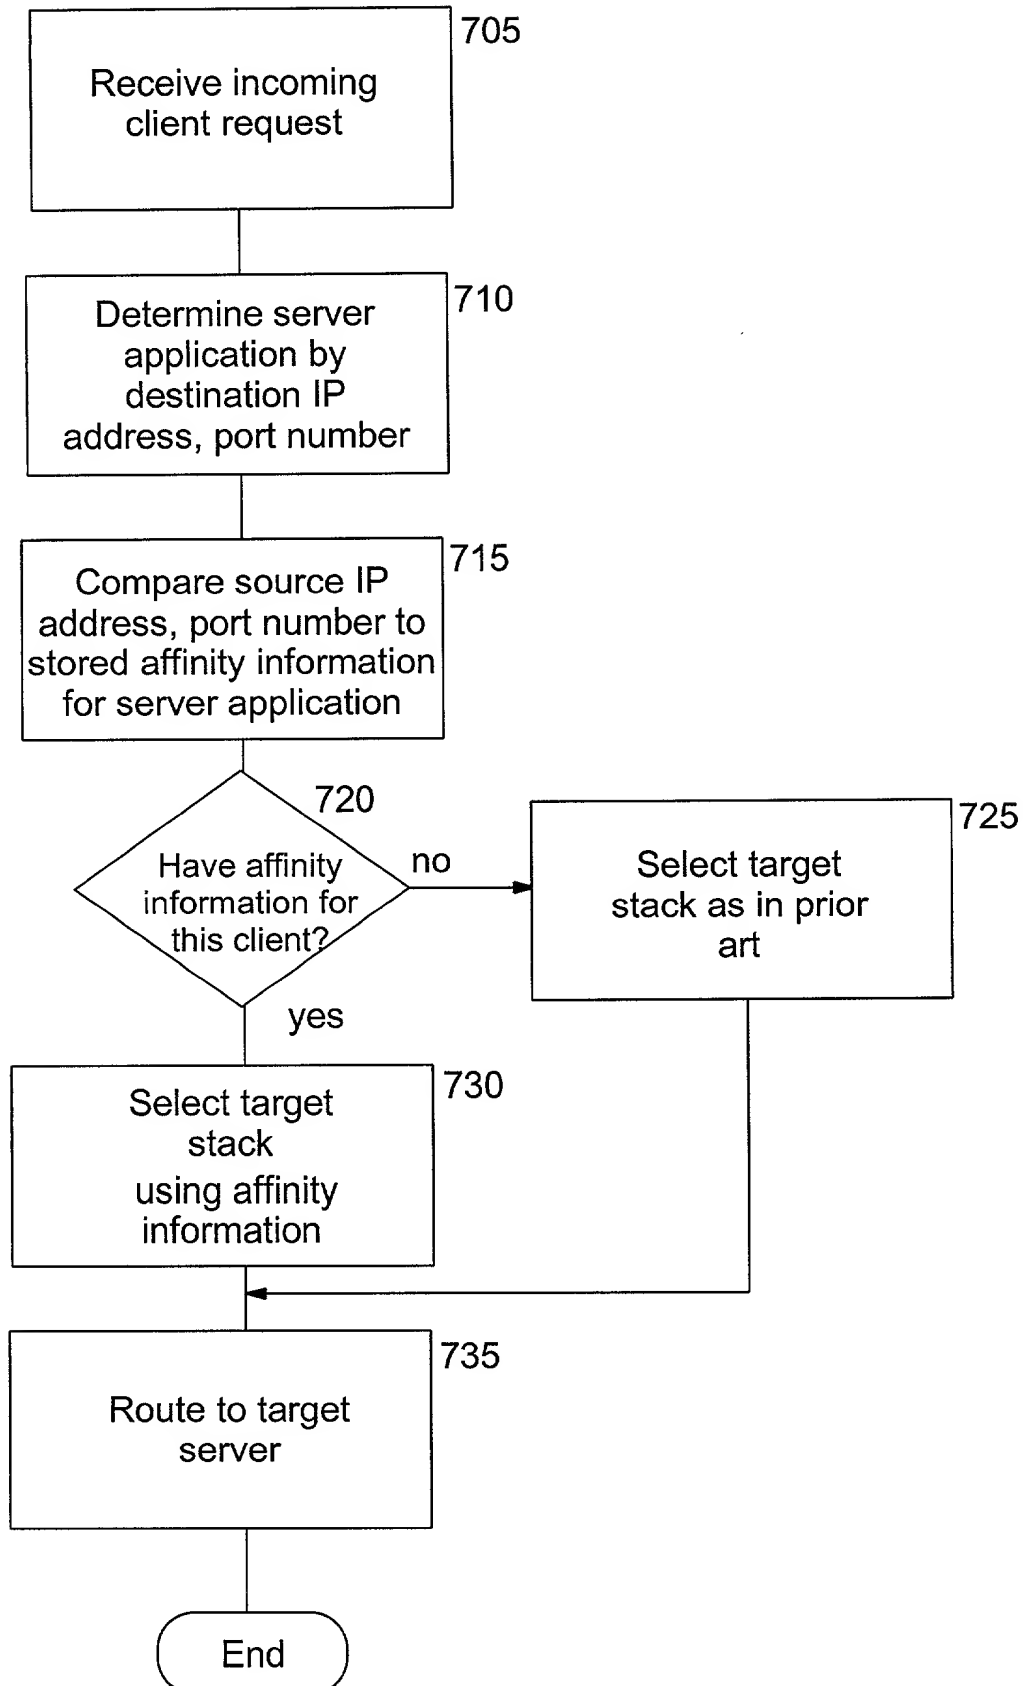 705
Receive incoming
client request
710
Determine server
application by
destination IP
address, port number
715
Compare source IP
address, port number to
stored affinity information
for server application
720
Have affinity
information for
this client?
no
725
Select target
stack as in prior
art
yes
730
Select target
stack
using affinity
information
735
Route to target
server
End